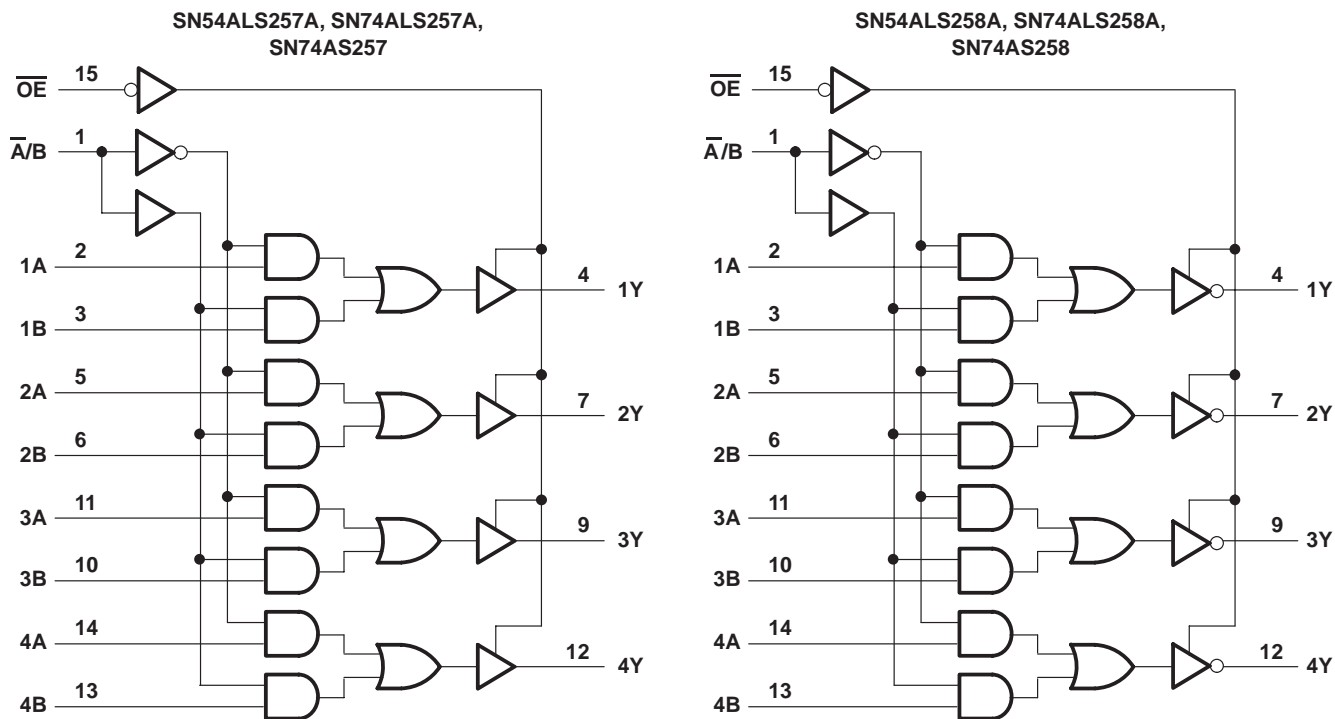 SN54ALS257A, SN74ALS257A,
SN74AS257
O̅E̅ 15
A̅/B 1
1A 2
4 1Y
1B 3
2A 5
7 2Y
2B 6
3A 11
9 3Y
3B 10
4A 14
12 4Y
4B 13
SN54ALS258A, SN74ALS258A,
SN74AS258
O̅E̅ 15
A̅/B 1
1A 2
4 1Y
1B 3
2A 5
7 2Y
2B 6
3A 11
9 3Y
3B 10
4A 14
12 4Y
4B 13